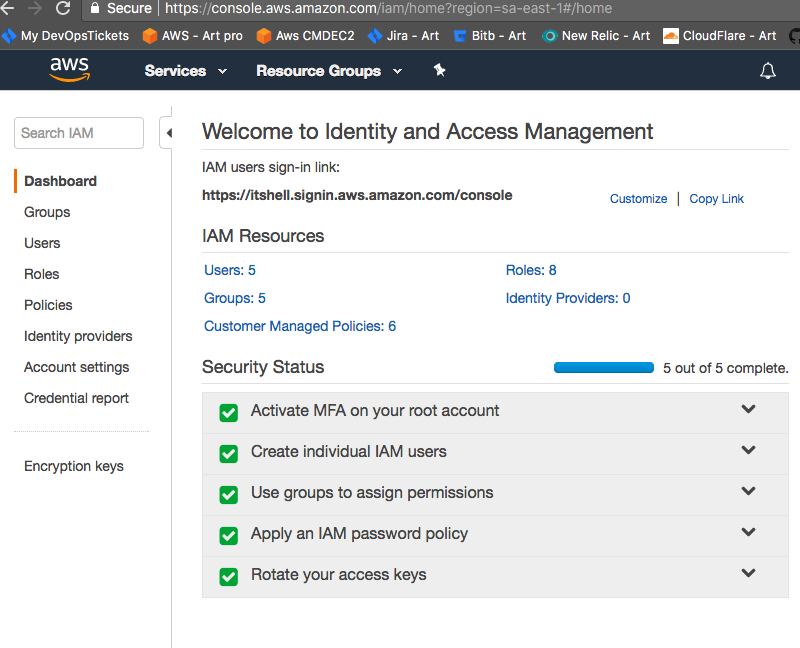 Secure https://console.aws.amazon.com/iam/home?region=sa-east-1#/home
My DevOpsTickets AWS - Art pro Aws CMDEC2 Jira - Art Bitb - Art New Relic - Art CloudFlare - Art
aws Services Resource Groups
Search IAM
Dashboard
Groups
Users
Roles
Policies
Identity providers
Account settings
Credential report
Encryption keys
Welcome to Identity and Access Management
IAM users sign-in link:
https://itshell.signin.aws.amazon.com/console Customize | Copy Link
IAM Resources
Users: 5 Roles: 8
Groups: 5 Identity Providers: 0
Customer Managed Policies: 6
Security Status 5 out of 5 complete.
Activate MFA on your root account
Create individual IAM users
Use groups to assign permissions
Apply an IAM password policy
Rotate your access keys